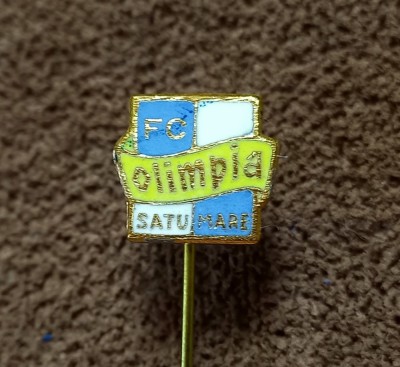 FC
olimpia
SATU MARE